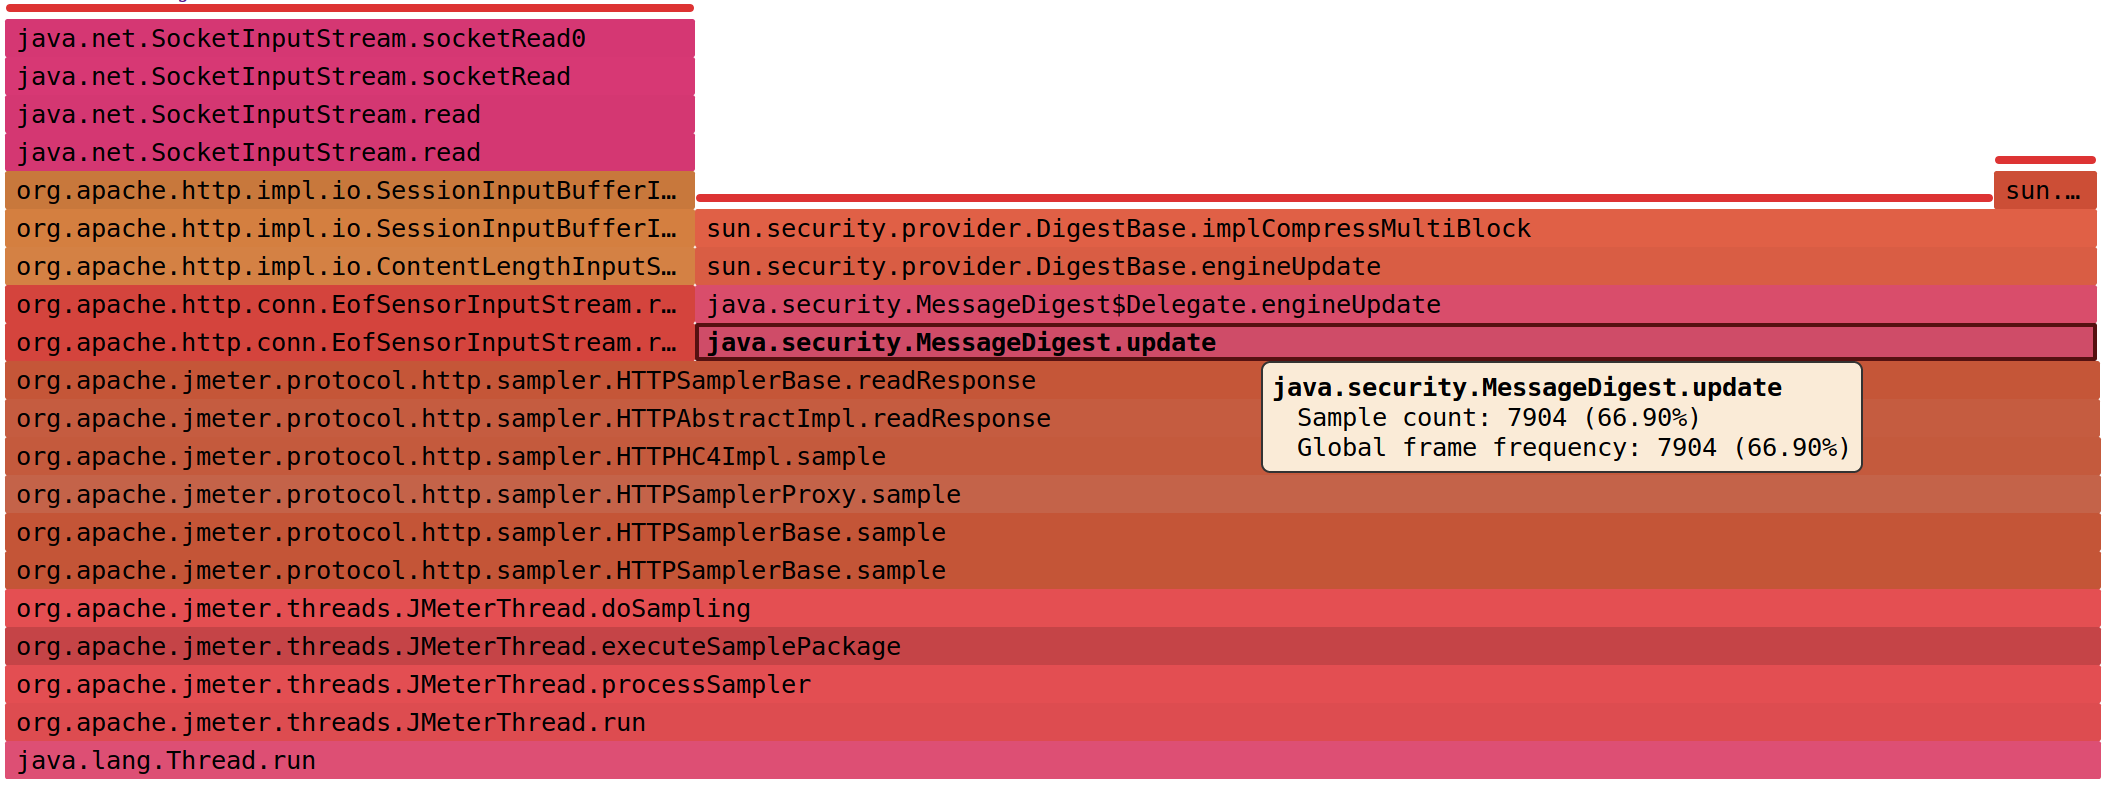 java.net.SocketInputStream.socketRead0
java.net.SocketInputStream.socketRead
java.net.SocketInputStream.read
java.net.SocketInputStream.read
org.apache.http.impl.io.SessionInputBufferI…
sun.…
org.apache.http.impl.io.SessionInputBufferI…
sun.security.provider.DigestBase.implCompressMultiBlock
org.apache.http.impl.io.ContentLengthInputS…
sun.security.provider.DigestBase.engineUpdate
org.apache.http.conn.EofSensorInputStream.r…
java.security.MessageDigest$Delegate.engineUpdate
org.apache.http.conn.EofSensorInputStream.r…
java.security.MessageDigest.update
org.apache.jmeter.protocol.http.sampler.HTTPSamplerBase.readResponse
java.security.MessageDigest.update
Sample count: 7904 (66.90%)
Global frame frequency: 7904 (66.90%)
org.apache.jmeter.protocol.http.sampler.HTTPAbstractImpl.readResponse
org.apache.jmeter.protocol.http.sampler.HTTPHC4Impl.sample
org.apache.jmeter.protocol.http.sampler.HTTPSamplerProxy.sample
org.apache.jmeter.protocol.http.sampler.HTTPSamplerBase.sample
org.apache.jmeter.protocol.http.sampler.HTTPSamplerBase.sample
org.apache.jmeter.threads.JMeterThread.doSampling
org.apache.jmeter.threads.JMeterThread.executeSamplePackage
org.apache.jmeter.threads.JMeterThread.processSampler
org.apache.jmeter.threads.JMeterThread.run
java.lang.Thread.run